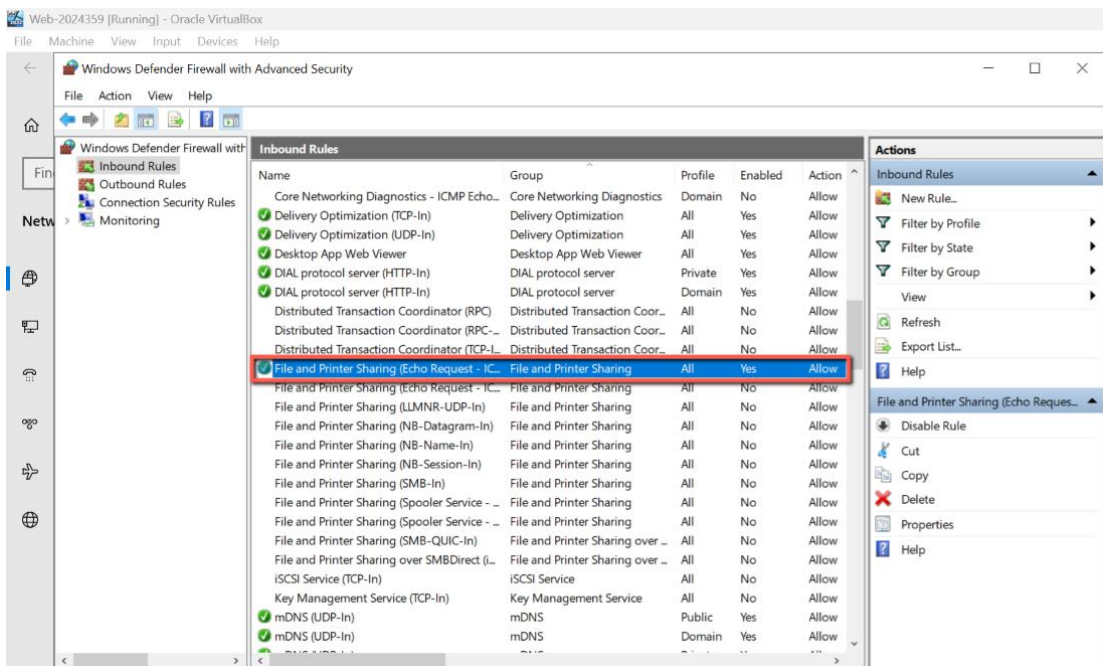 Web-2024359 [Running] - Oracle VirtualBox
File Machine View Input Devices Help
Windows Defender Firewall with Advanced Security
File Action View Help
Fin
Netw
Windows Defender Firewall with
Inbound Rules
Outbound Rules
Connection Security Rules
Monitoring
Inbound Rules
Name Group Profile Enabled Action
Core Networking Diagnostics - ICMP Echo... Core Networking Diagnostics Domain No Allow
Delivery Optimization (TCP-In) Delivery Optimization All Yes Allow
Delivery Optimization (UDP-In) Delivery Optimization All Yes Allow
Desktop App Web Viewer Desktop App Web Viewer All Yes Allow
DIAL protocol server (HTTP-In) DIAL protocol server Private Yes Allow
DIAL protocol server (HTTP-In) DIAL protocol server Domain Yes Allow
Distributed Transaction Coordinator (RPC) Distributed Transaction Coor... All No Allow
Distributed Transaction Coordinator (RPC-... Distributed Transaction Coor... All No Allow
Distributed Transaction Coordinator (TCP-I... Distributed Transaction Coor... All No Allow
File and Printer Sharing (Echo Request - IC... File and Printer Sharing All Yes Allow
File and Printer Sharing (Echo Request - IC... File and Printer Sharing All No Allow
File and Printer Sharing (LLMNR-UDP-In) File and Printer Sharing All No Allow
File and Printer Sharing (NB-Datagram-In) File and Printer Sharing All No Allow
File and Printer Sharing (NB-Name-In) File and Printer Sharing All No Allow
File and Printer Sharing (NB-Session-In) File and Printer Sharing All No Allow
File and Printer Sharing (SMB-In) File and Printer Sharing All No Allow
File and Printer Sharing (Spooler Service - ... File and Printer Sharing All No Allow
File and Printer Sharing (Spooler Service - ... File and Printer Sharing All No Allow
File and Printer Sharing (SMB-QUIC-In) File and Printer Sharing over ... All No Allow
File and Printer Sharing over SMBDirect (i... File and Printer Sharing over ... All No Allow
iSCSI Service (TCP-In) iSCSI Service All No Allow
Key Management Service (TCP-In) Key Management Service All No Allow
mDNS (UDP-In) mDNS Public Yes Allow
mDNS (UDP-In) mDNS Domain Yes Allow
Actions
Inbound Rules
New Rule...
Filter by Profile
Filter by State
Filter by Group
View
Refresh
Export List...
Help
File and Printer Sharing (Echo Reques...
Disable Rule
Cut
Copy
Delete
Properties
Help